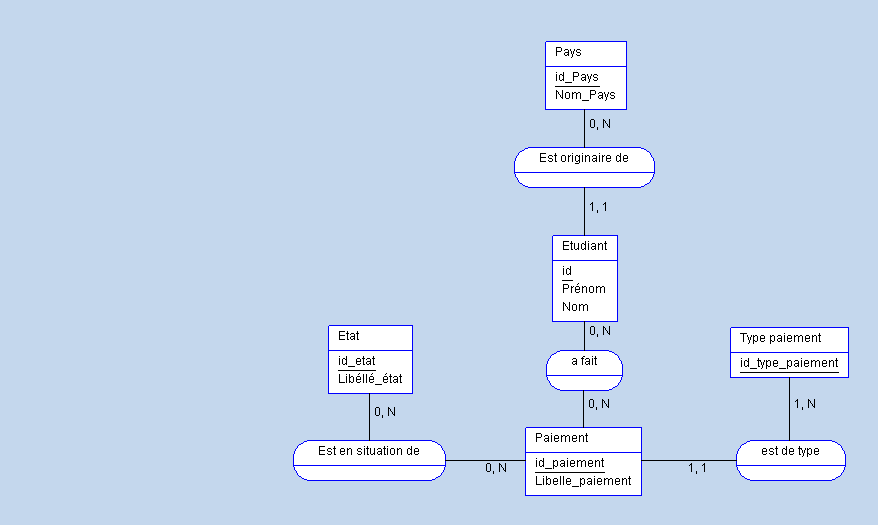 Pays
id_Pays
Nom_Pays
0, N
Est originaire de
1, 1
Etudiant
id
Prénom
Nom
0, N
a fait
0, N
Etat
id_etat
Libéllé_état
0, N
Est en situation de
0, N
Paiement
id_paiement
Libelle_paiement
1, 1
Type paiement
id_type_paiement
1, N
est de type